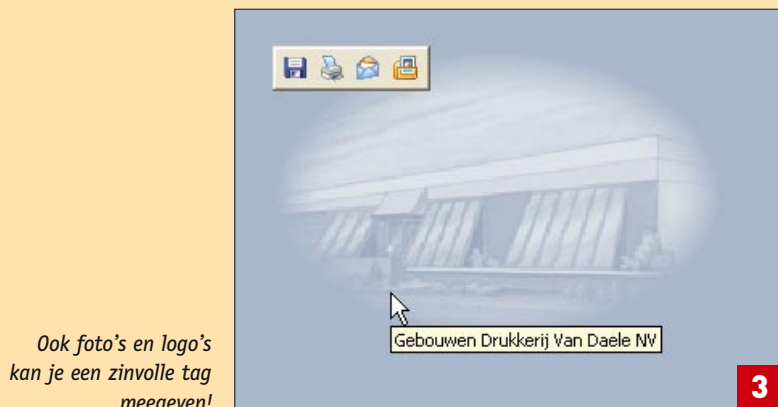 Gebouwen Drukkerij Van Daele NV
Ook foto's en logo's
kan je een zinvolle tag
meegeven!
3